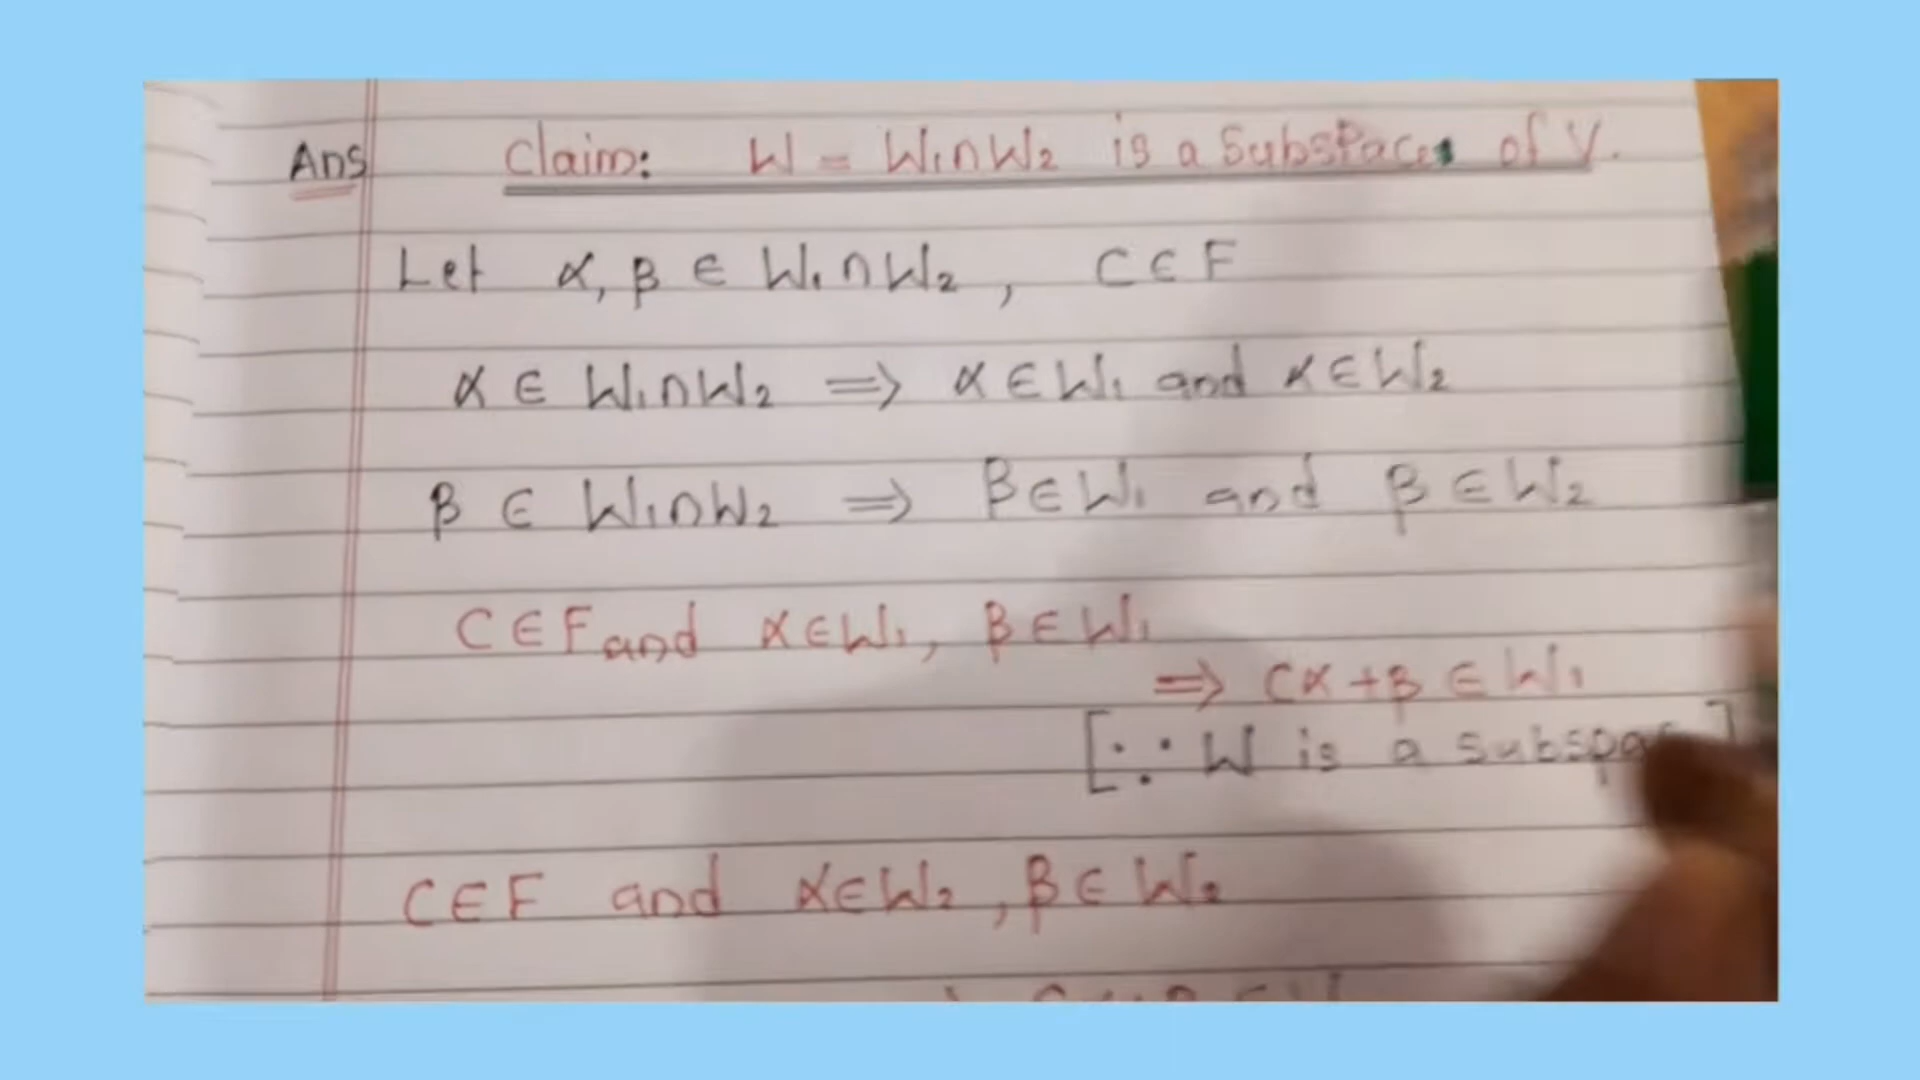 Ans Claim: W = W₁∩W₂ is a Subspace of V.
Let α, β ∈ W₁∩W₂ , C∈F
α ∈ W₁∩W₂ ⇒ α∈W₁ and α∈W₂
β ∈ W₁∩W₂ ⇒ β∈W₁ and β∈W₂
C∈F and α∈W₁, β∈W₁
⇒ Cα+β ∈ W₁
[∵ W is a
C∈F and α∈W₂, β∈W₂